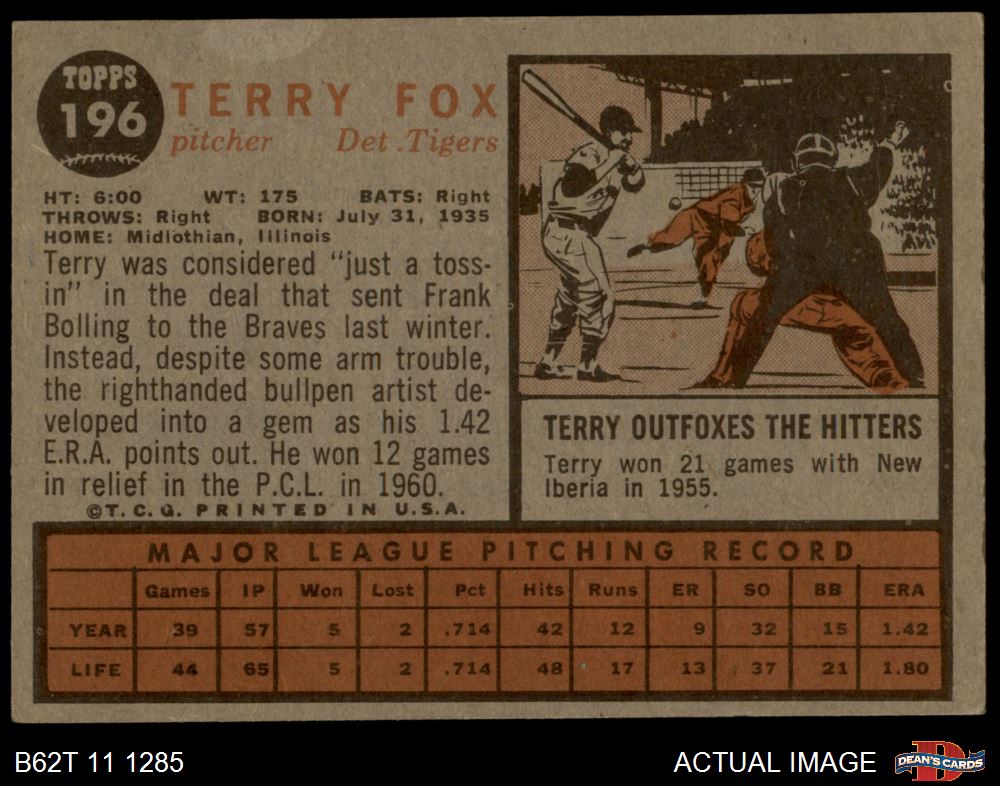 TOPPS
196
TERRY FOX
pitcher Det. Tigers
HT: 6:00 WT: 175 BATS: Right
THROWS: Right BORN: July 31, 1935
HOME: Midlothian, Illinois
Terry was considered “just a toss-
in” in the deal that sent Frank
Bolling to the Braves last winter.
Instead, despite some arm trouble,
the righthanded bullpen artist de-
veloped into a gem as his 1.42
E.R.A. points out. He won 12 games
in relief in the P.C.L. in 1960.
©T.C.G. PRINTED IN U.S.A.
TERRY OUTFOXES THE HITTERS
Terry won 21 games with New
Iberia in 1955.
MAJOR LEAGUE PITCHING RECORD
Games IP Won Lost Pct Hits Runs ER SO BB ERA
YEAR 39 57 5 2 .714 42 12 9 32 15 1.42
LIFE 44 65 5 2 .714 48 17 13 37 21 1.80
B62T 11 1285 ACTUAL IMAGE
DEAN'S CARDS